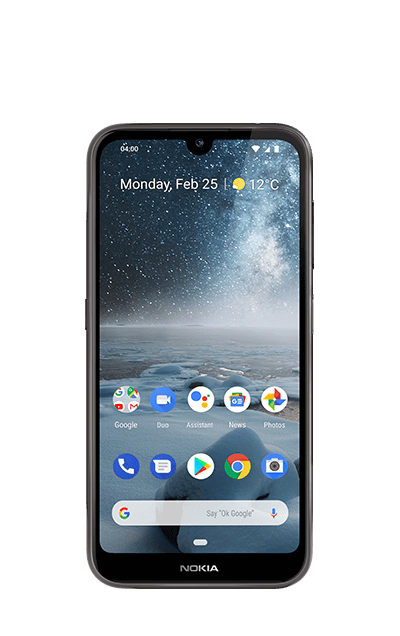 04:00
Monday, Feb 25 | 12°C
Google Duo Assistant News Photos
Say "Ok Google"
NOKIA